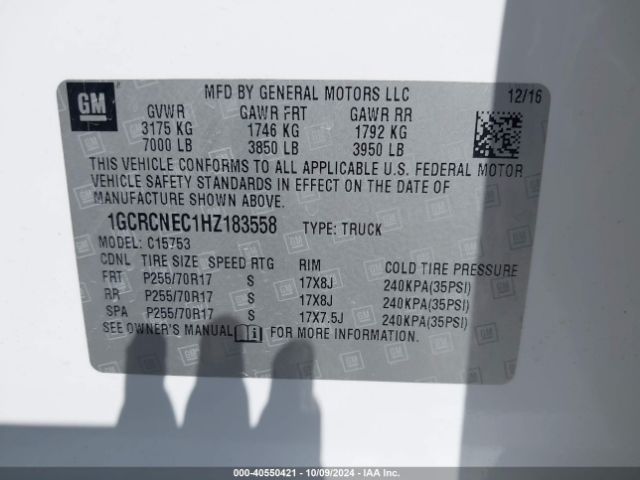 GM
MFD BY GENERAL MOTORS LLC 12/16
GVWR GAWR FRT GAWR RR
3175 KG 1746 KG 1792 KG
7000 LB 3850 LB 3950 LB
THIS VEHICLE CONFORMS TO ALL APPLICABLE U.S. FEDERAL MOTOR
VEHICLE SAFETY STANDARDS IN EFFECT ON THE DATE OF
MANUFACTURE SHOWN ABOVE.
1GCRCNEC1HZ183558 TYPE: TRUCK
MODEL: C15753
CDNL TIRE SIZE SPEED RTG RIM COLD TIRE PRESSURE
FRT P255/70R17 S 17X8J 240KPA(35PSI)
RR P255/70R17 S 17X8J 240KPA(35PSI)
SPA P255/70R17 S 17X7.5J 240KPA(35PSI)
SEE OWNER'S MANUAL FOR MORE INFORMATION.
000-40550421 - 10/09/2024 - IAA Inc.